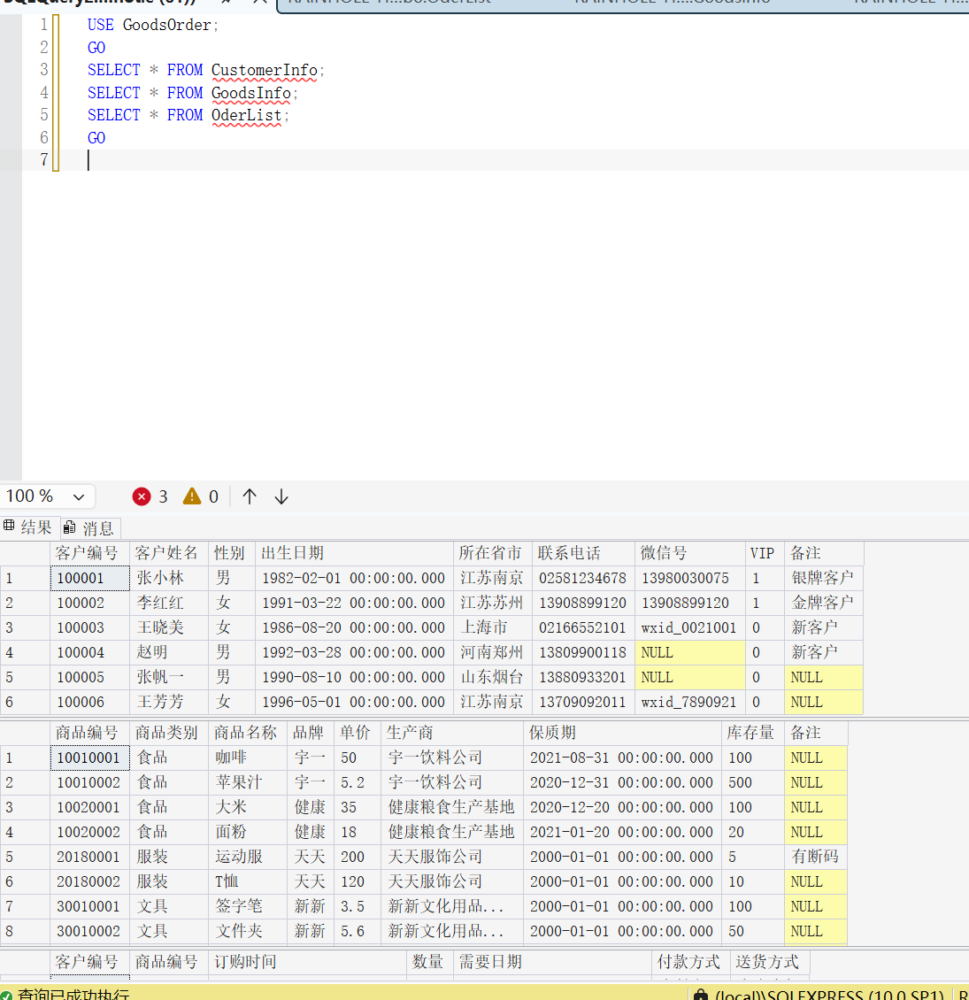 1 USE GoodsOrder;
2 GO
3 SELECT * FROM CustomerInfo;
4 SELECT * FROM GoodsInfo;
5 SELECT * FROM OderList;
6 GO
7
100 % 3 0
结果 消息
客户编号 客户姓名 性别 出生日期 所在省市 联系电话 微信号 VIP 备注
1 100001 张小林 男 1982-02-01 00:00:00.000 江苏南京 02581234678 13980030075 1 银牌客户
2 100002 李红红 女 1991-03-22 00:00:00.000 江苏苏州 13908899120 13908899120 1 金牌客户
3 100003 王晓美 女 1986-08-20 00:00:00.000 上海市 02166552101 wxid_0021001 0 新客户
4 100004 赵明 男 1992-03-28 00:00:00.000 河南郑州 13809900118 NULL 0 新客户
5 100005 张帆一 男 1990-08-10 00:00:00.000 山东烟台 13880933201 NULL 0 NULL
6 100006 王芳芳 女 1996-05-01 00:00:00.000 江苏南京 13709092011 wxid_7890921 0 NULL
商品编号 商品类别 商品名称 品牌 单价 生产商 保质期 库存量 备注
1 10010001 食品 咖啡 宇一 50 宇一饮料公司 2021-08-31 00:00:00.000 100 NULL
2 10010002 食品 苹果汁 宇一 5.2 宇一饮料公司 2020-12-31 00:00:00.000 500 NULL
3 10020001 食品 大米 健康 35 健康粮食生产基地 2020-12-20 00:00:00.000 100 NULL
4 10020002 食品 面粉 健康 18 健康粮食生产基地 2021-01-20 00:00:00.000 20 NULL
5 20180001 服装 运动服 天天 200 天天服饰公司 2000-01-01 00:00:00.000 5 有断码
6 20180002 服装 T恤 天天 120 天天服饰公司 2000-01-01 00:00:00.000 10 NULL
7 30010001 文具 签字笔 新新 3.5 新新文化用品... 2000-01-01 00:00:00.000 100 NULL
8 30010002 文具 文件夹 新新 5.6 新新文化用品... 2000-01-01 00:00:00.000 50 NULL
客户编号 商品编号 订购时间 数量 需要日期 付款方式 送货方式
查询已成功执行 (local)\SQLEXPRESS (10.0 SP1) R